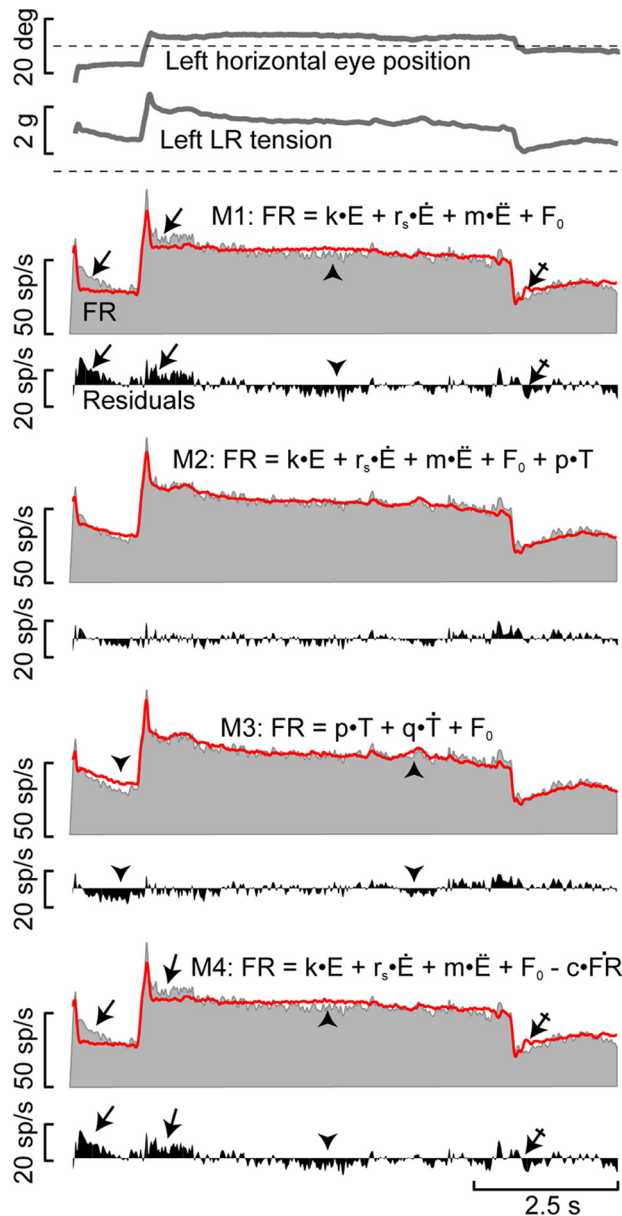 20 deg
Left horizontal eye position
2 g
Left LR tension
M1: FR = k•E + rₛ•Ė + m•Ë + F₀
50 sp/s
FR
20 sp/s
Residuals
M2: FR = k•E + rₛ•Ė + m•Ë + F₀ + p•T
50 sp/s
20 sp/s
M3: FR = p•T + q•Ṫ + F₀
50 sp/s
20 sp/s
M4: FR = k•E + rₛ•Ė + m•Ë + F₀ - c•FṘ
50 sp/s
20 sp/s
2.5 s